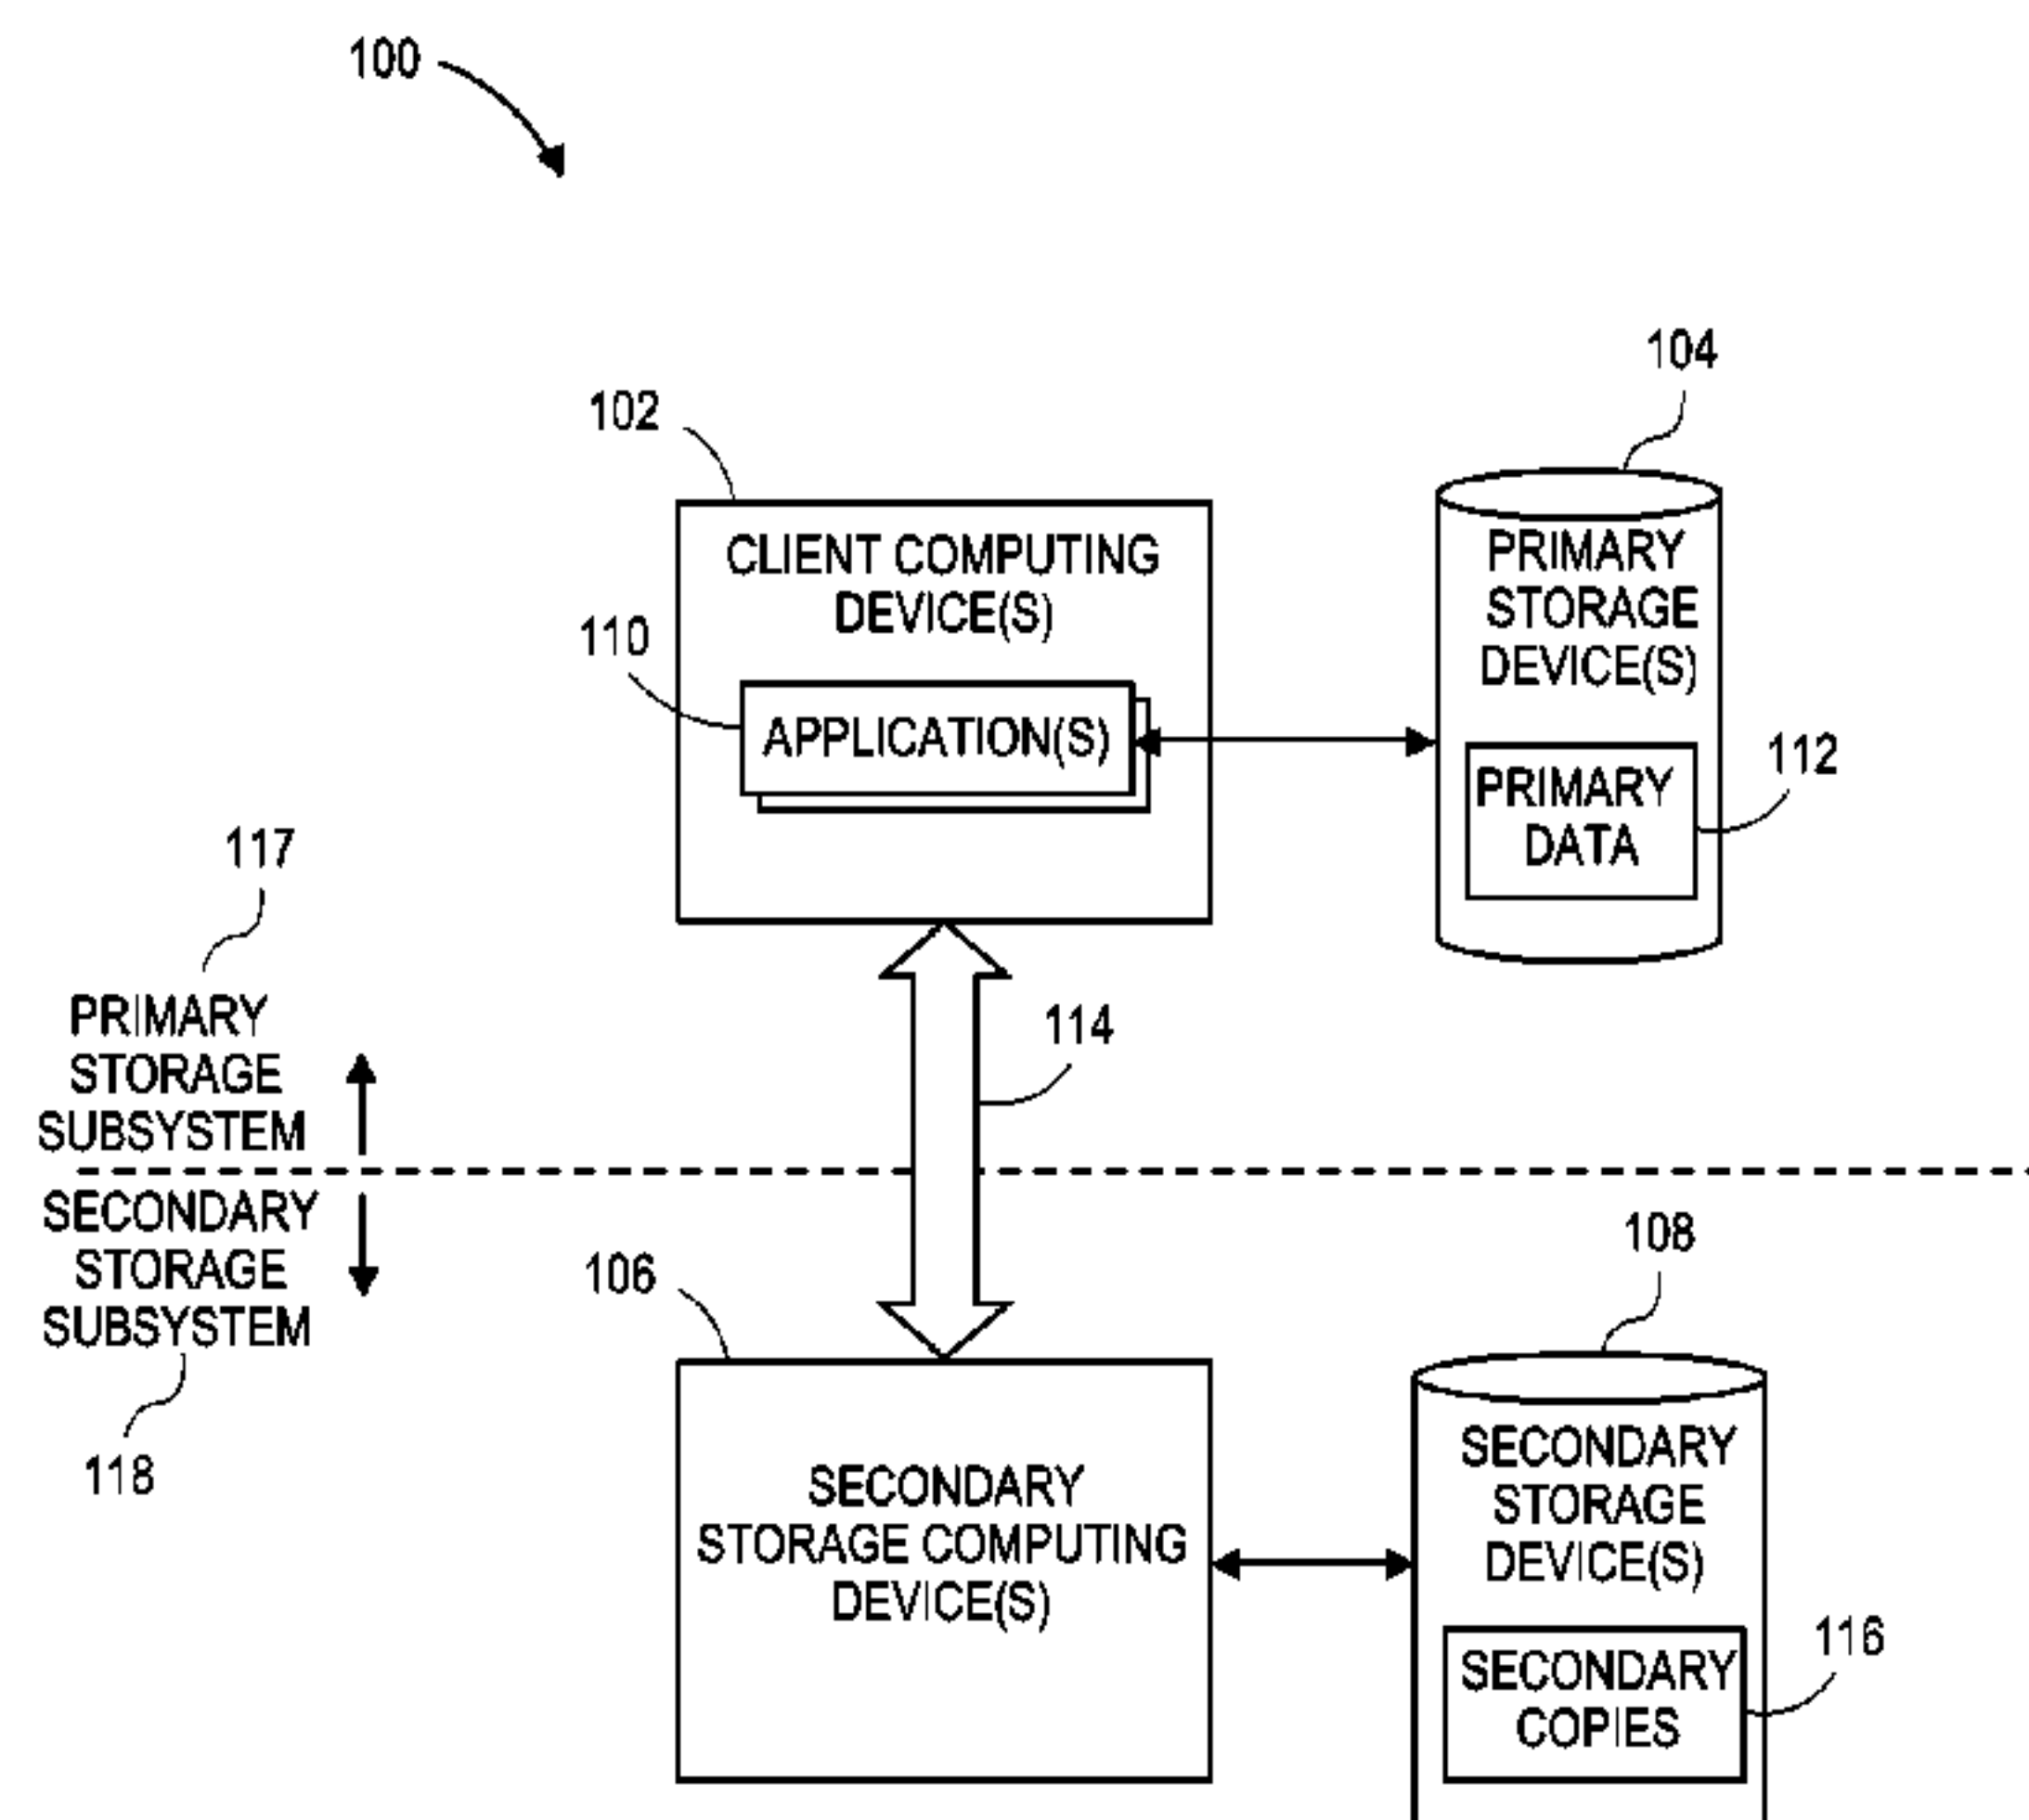 100
104
102
CLIENT COMPUTING
DEVICE(S)
PRIMARY
STORAGE
DEVICE(S)
110
APPLICATION(S)
112
PRIMARY
DATA
117
PRIMARY
STORAGE
SUBSYSTEM
114
SECONDARY
STORAGE
SUBSYSTEM
118
106
108
SECONDARY
STORAGE COMPUTING
DEVICE(S)
SECONDARY
STORAGE
DEVICE(S)
116
SECONDARY
COPIES